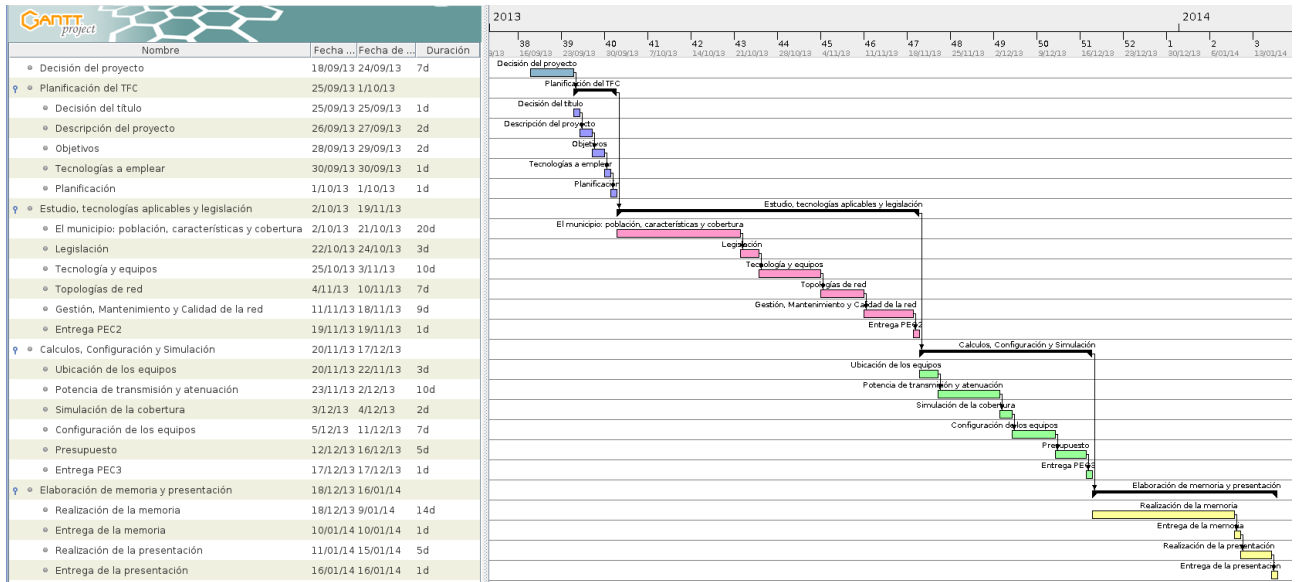 GANTT
project
Nombre Fecha ... Fecha de ... Duración
Decisión del proyecto 18/09/13 24/09/13 7d
Planificación del TFC 25/09/13 1/10/13
Decisión del título 25/09/13 25/09/13 1d
Descripción del proyecto 26/09/13 27/09/13 2d
Objetivos 28/09/13 29/09/13 2d
Tecnologías a emplear 30/09/13 30/09/13 1d
Planificación 1/10/13 1/10/13 1d
Estudio, tecnologías aplicables y legislación 2/10/13 19/11/13
El municipio: población, características y cobertura 2/10/13 21/10/13 20d
Legislación 22/10/13 24/10/13 3d
Tecnología y equipos 25/10/13 3/11/13 10d
Topologías de red 4/11/13 10/11/13 7d
Gestión, Mantenimiento y Calidad de la red 11/11/13 18/11/13 9d
Entrega PEC2 19/11/13 19/11/13 1d
Calculos, Configuración y Simulación 20/11/13 17/12/13
Ubicación de los equipos 20/11/13 22/11/13 3d
Potencia de transmisión y atenuación 23/11/13 2/12/13 10d
Simulación de la cobertura 3/12/13 4/12/13 2d
Configuración de los equipos 5/12/13 11/12/13 7d
Presupuesto 12/12/13 16/12/13 5d
Entrega PEC3 17/12/13 17/12/13 1d
Elaboración de memoria y presentación 18/12/13 16/01/14
Realización de la memoria 18/12/13 9/01/14 14d
Entrega de la memoria 10/01/14 10/01/14 1d
Realización de la presentación 11/01/14 15/01/14 5d
Entrega de la presentación 16/01/14 16/01/14 1d
2013 2014
38 39 40 41 42 43 44 45 46 47 48 49 50 51 52 1 2 3
9/13 16/09/13 23/09/13 30/09/13 7/10/13 14/10/13 21/10/13 28/10/13 4/11/13 11/11/13 18/11/13 25/11/13 2/12/13 9/12/13 16/12/13 23/12/13 30/12/13 6/01/14 13/01/14
Decisión del proyecto
Planificación del TFC
Decisión del título
Descripción del proyecto
Objetivos
Tecnologías a emplear
Planificación
Estudio, tecnologías aplicables y legislación
El municipio: población, características y cobertura
Legislación
Tecnología y equipos
Topologías de red
Gestión, Mantenimiento y Calidad de la red
Entrega PEC2
Calculos, Configuración y Simulación
Ubicación de los equipos
Potencia de transmisión y atenuación
Simulación de la cobertura
Configuración de los equipos
Presupuesto
Entrega PEC3
Elaboración de memoria y presentación
Realización de la memoria
Entrega de la memoria
Realización de la presentación
Entrega de la presentación